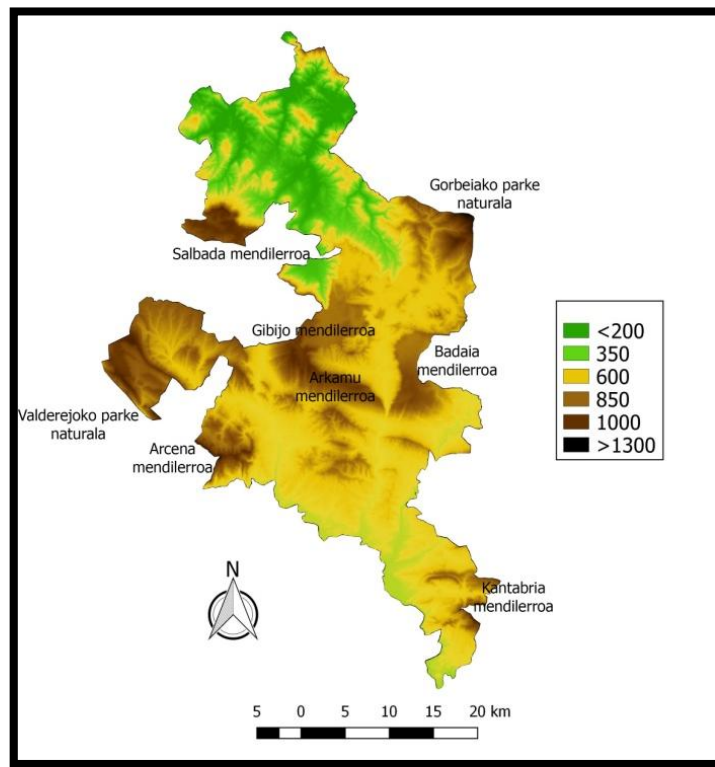 Gorbeiako parke
naturala
Salbada mendilerroa
Gibijo mendilerroa
Badaia
mendilerroa
Arkamu
mendilerroa
Valderejoko parke
naturala
Arcena
mendilerroa
Kantabria
mendilerroa
<200
350
600
850
1000
>1300
N
5 0 5 10 15 20 km